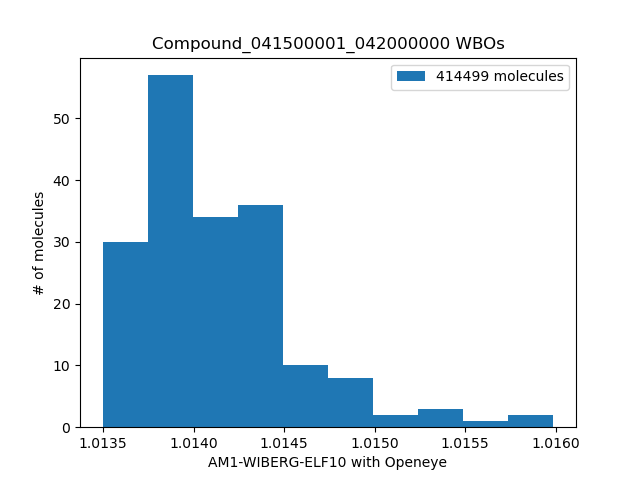 Compound_041500001_042000000 WBOs
414499 molecules
# of molecules
50
40
30
20
10
0
1.0135 1.0140 1.0145 1.0150 1.0155 1.0160
AM1-WIBERG-ELF10 with Openeye